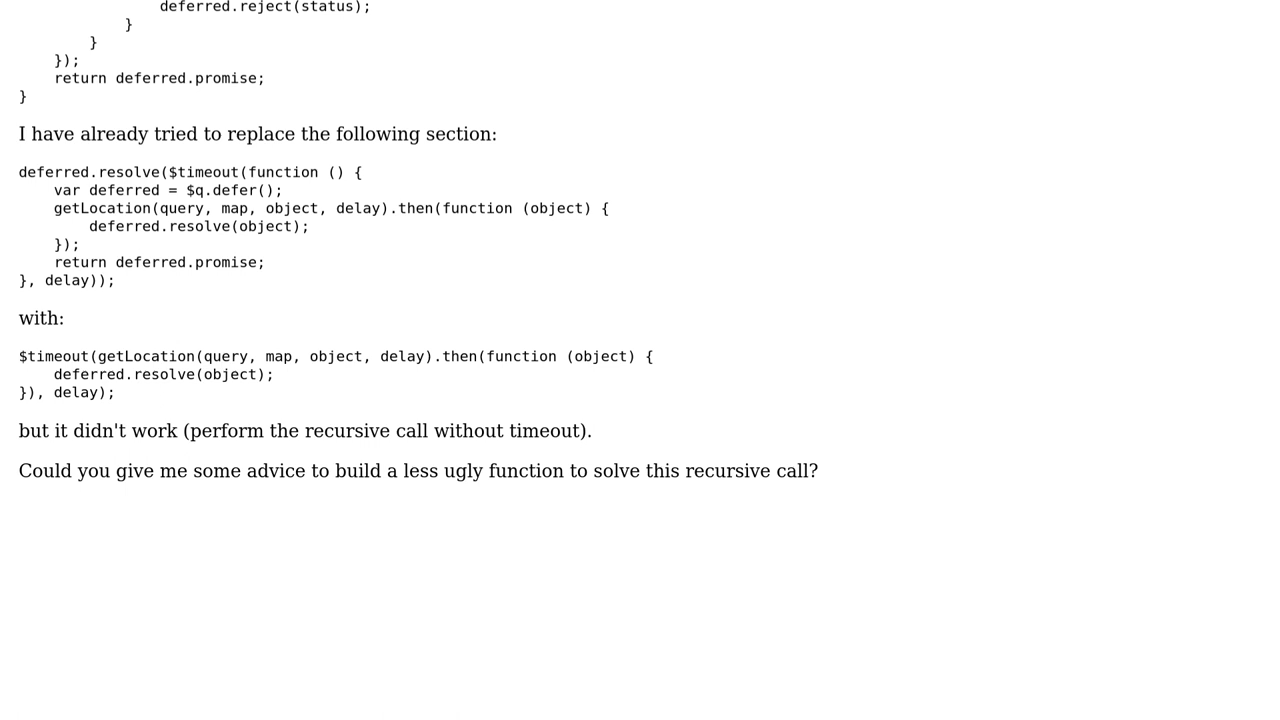 deferred.reject(status);
            }
        }
    });
    return deferred.promise;
}
I have already tried to replace the following section:
deferred.resolve($timeout(function () {
    var deferred = $q.defer();
    getLocation(query, map, object, delay).then(function (object) {
        deferred.resolve(object);
    });
    return deferred.promise;
}, delay));
with:
$timeout(getLocation(query, map, object, delay).then(function (object) {
    deferred.resolve(object);
}), delay);
but it didn't work (perform the recursive call without timeout).
Could you give me some advice to build a less ugly function to solve this recursive call?